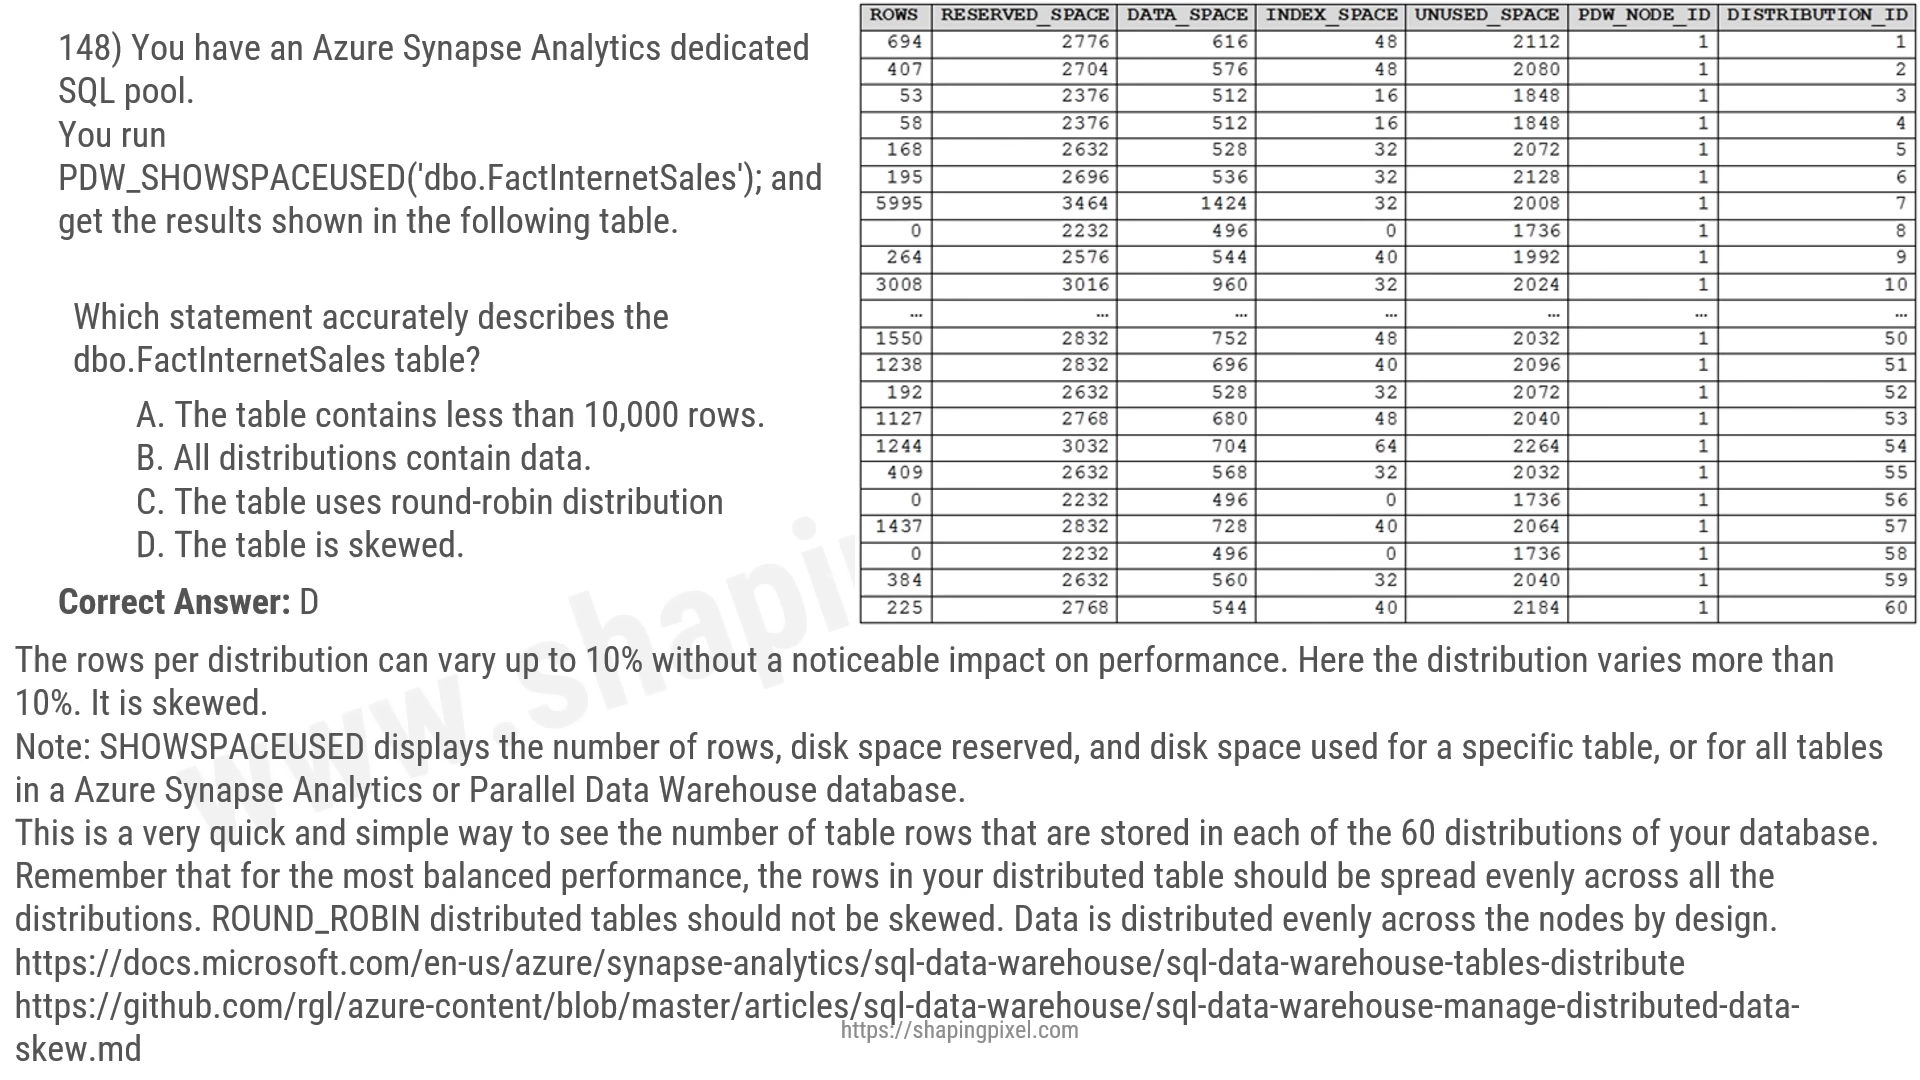 148) You have an Azure Synapse Analytics dedicated
SQL pool.
You run
PDW_SHOWSPACEUSED('dbo.FactInternetSales'); and
get the results shown in the following table.
Which statement accurately describes the
dbo.FactInternetSales table?
A. The table contains less than 10,000 rows.
B. All distributions contain data.
C. The table uses round-robin distribution
D. The table is skewed.
Correct Answer: D
ROWS RESERVED_SPACE DATA_SPACE INDEX_SPACE UNUSED_SPACE PDW_NODE_ID DISTRIBUTION_ID
694 2776 616 48 2112 1 1
407 2704 576 48 2080 1 2
53 2376 512 16 1848 1 3
58 2376 512 16 1848 1 4
168 2632 528 32 2072 1 5
195 2696 536 32 2128 1 6
5995 3464 1424 32 2008 1 7
0 2232 496 0 1736 1 8
264 2576 544 40 1992 1 9
3008 3016 960 32 2024 1 10
... ... ... ... ... ... ...
1550 2832 752 48 2032 1 50
1238 2832 696 40 2096 1 51
192 2632 528 32 2072 1 52
1127 2768 680 48 2040 1 53
1244 3032 704 64 2264 1 54
409 2632 568 32 2032 1 55
0 2232 496 0 1736 1 56
1437 2832 728 40 2064 1 57
0 2232 496 0 1736 1 58
384 2632 560 32 2040 1 59
225 2768 544 40 2184 1 60
The rows per distribution can vary up to 10% without a noticeable impact on performance. Here the distribution varies more than
10%. It is skewed.
Note: SHOWSPACEUSED displays the number of rows, disk space reserved, and disk space used for a specific table, or for all tables
in a Azure Synapse Analytics or Parallel Data Warehouse database.
This is a very quick and simple way to see the number of table rows that are stored in each of the 60 distributions of your database.
Remember that for the most balanced performance, the rows in your distributed table should be spread evenly across all the
distributions. ROUND_ROBIN distributed tables should not be skewed. Data is distributed evenly across the nodes by design.
https://docs.microsoft.com/en-us/azure/synapse-analytics/sql-data-warehouse/sql-data-warehouse-tables-distribute
https://github.com/rgl/azure-content/blob/master/articles/sql-data-warehouse/sql-data-warehouse-manage-distributed-data-
skew.md
https://shapingpixel.com
www.shapi